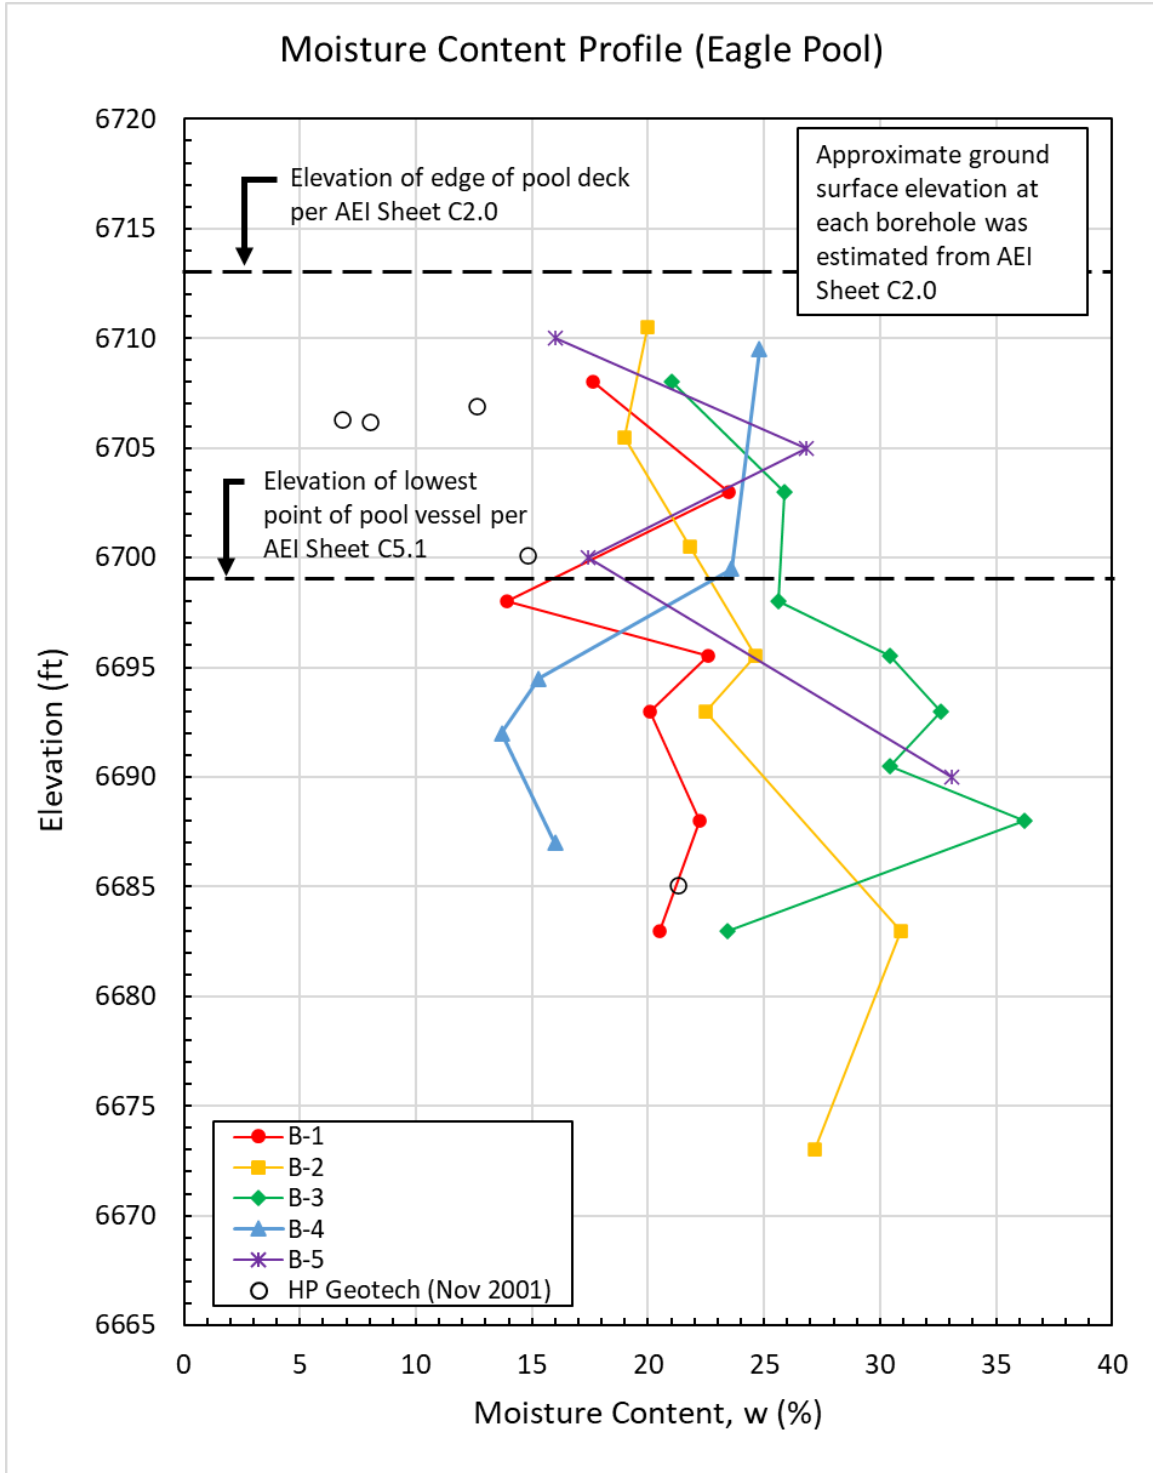 Moisture Content Profile (Eagle Pool)
6720
Elevation of edge of pool deck
per AEI Sheet C2.0
Approximate ground
surface elevation at
each borehole was
estimated from AEI
Sheet C2.0
6715
6710
6705
Elevation of lowest
point of pool vessel per
AEI Sheet C5.1
6700
6695
6690
6685
6680
6675
6670
6665
Elevation (ft)
B-1
B-2
B-3
B-4
B-5
HP Geotech (Nov 2001)
0 5 10 15 20 25 30 35 40
Moisture Content, w (%)